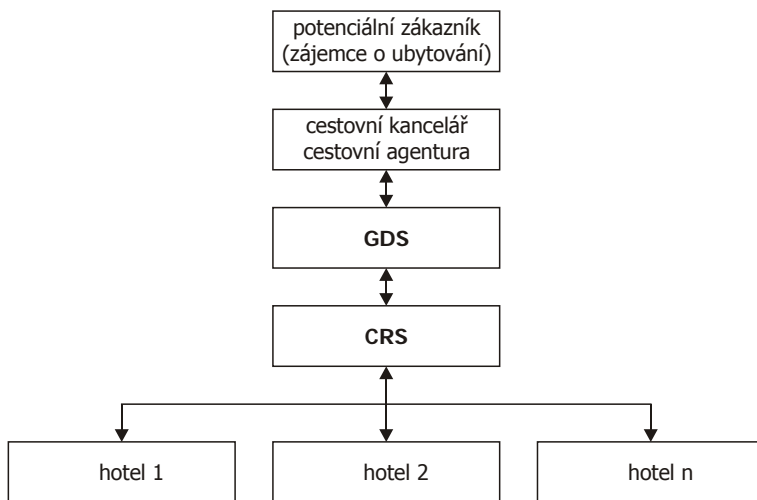 potenciální zákazník
(zájemce o ubytování)
cestovní kancelář
cestovní agentura
GDS
CRS
hotel 1
hotel 2
hotel n